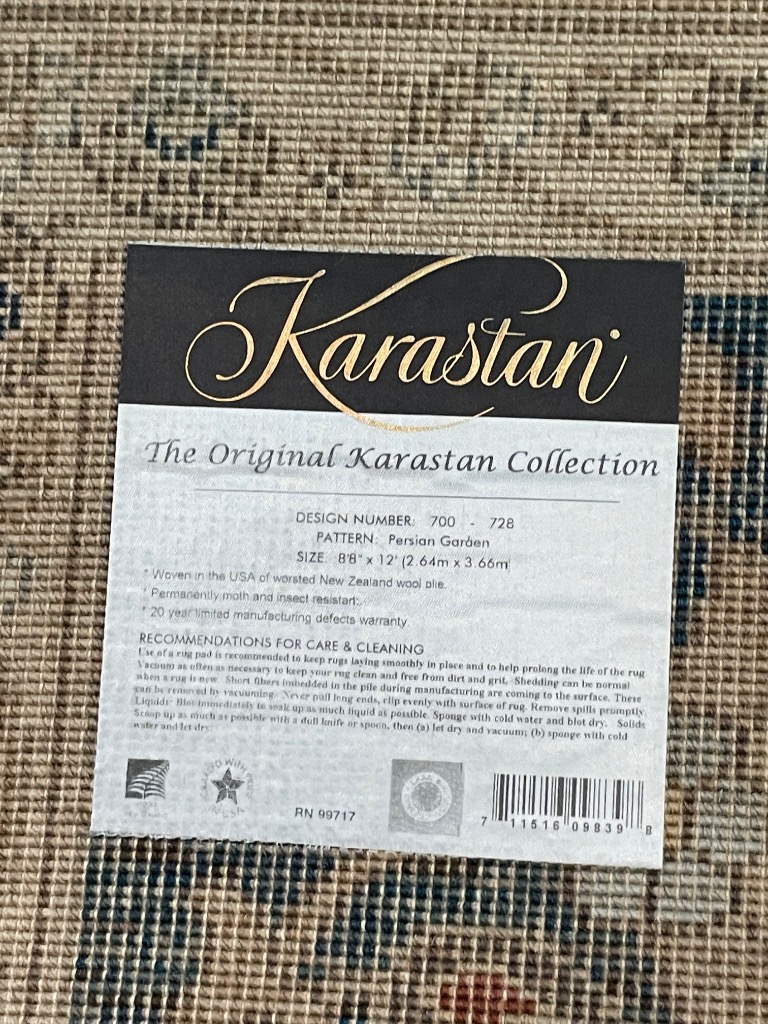 Karastan
The Original Karastan Collection
DESIGN NUMBER: 700 - 728
PATTERN: Persian Garden
SIZE 8'8" x 12' (2.64m x 3.66m)
* Woven in the USA of worsted New Zealand wool plie.
* Permanently moth and insect resistant.
* 20 year limited manufacturing defects warranty.
RECOMMENDATIONS FOR CARE & CLEANING
Use of a rug pad is recommended to keep rugs laying smoothly in place and to help prolong the life of the rug
Vacuum as often as necessary to keep your rug clean and free from dirt and grit. Shedding can be normal
when a rug is new. Short fibers imbedded in the pile during manufacturing are coming to the surface. These
can be removed by vacuuming. Never pull long ends, clip evenly with surface of rug. Remove spills promptly.
Liquids: Blot immediately to soak up as much liquid as possible. Sponge with cold water and blot dry. Solids
Scoop up as much as possible with a dull knife or spoon, then (a) let dry and vacuum; (b) sponge with cold
water and let dry.
RN 99717
7 11516 09839 8